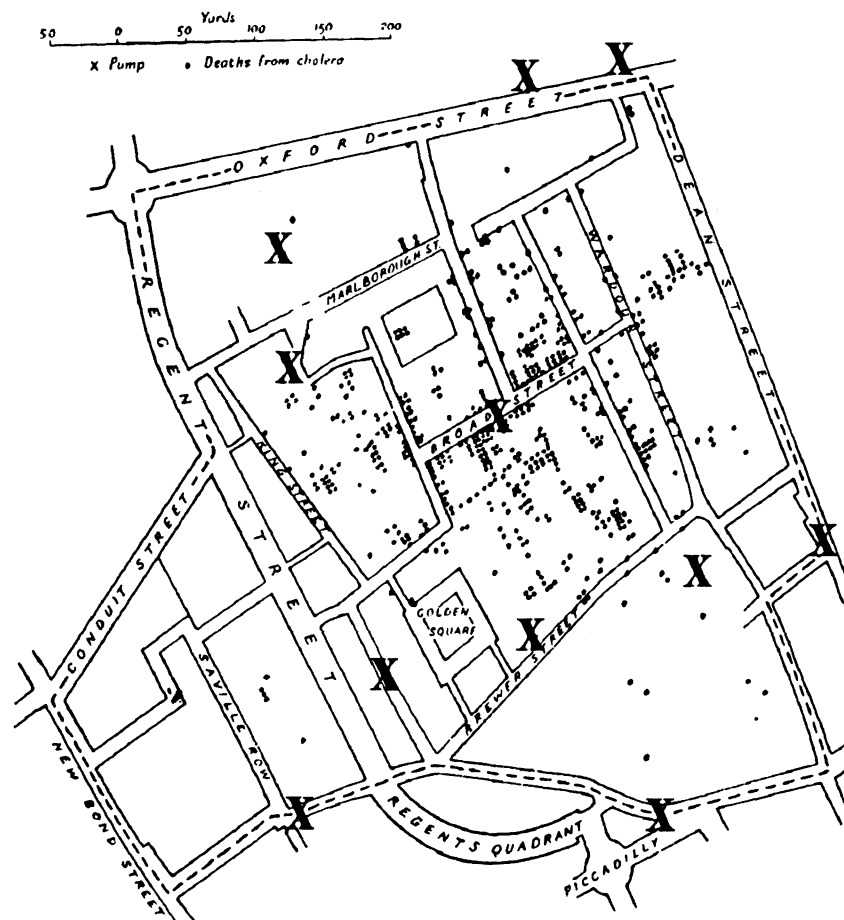 Yards
50 0 50 100 200
X Pump • Deaths from cholera
OXFORD STREET
DEAN STREET
REGENT STREET
MARLBOROUGH ST.
WARDOUR STREET
BROAD STREET
KING STREET
CONDUIT STREET
GOLDEN
SQUARE
BREWER STREET
SAVILLE ROW
NEW BOND STREET
REGENTS QUADRANT
PICCADILLY
X
X
X
X
X
X
X
X
X
X
X